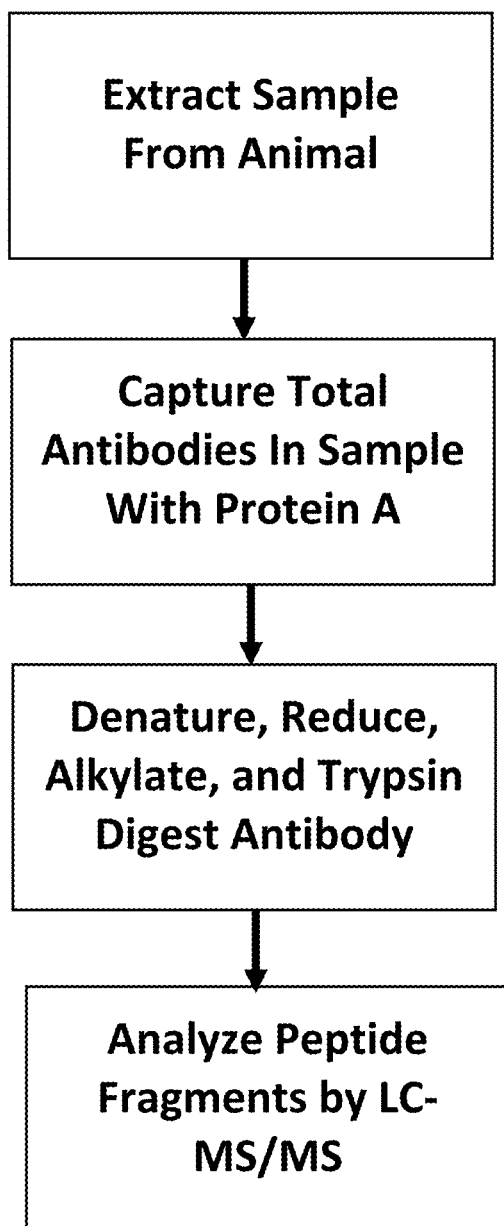 Extract Sample
From Animal
Capture Total
Antibodies In Sample
With Protein A
Denature, Reduce,
Alkylate, and Trypsin
Digest Antibody
Analyze Peptide
Fragments by LC-
MS/MS